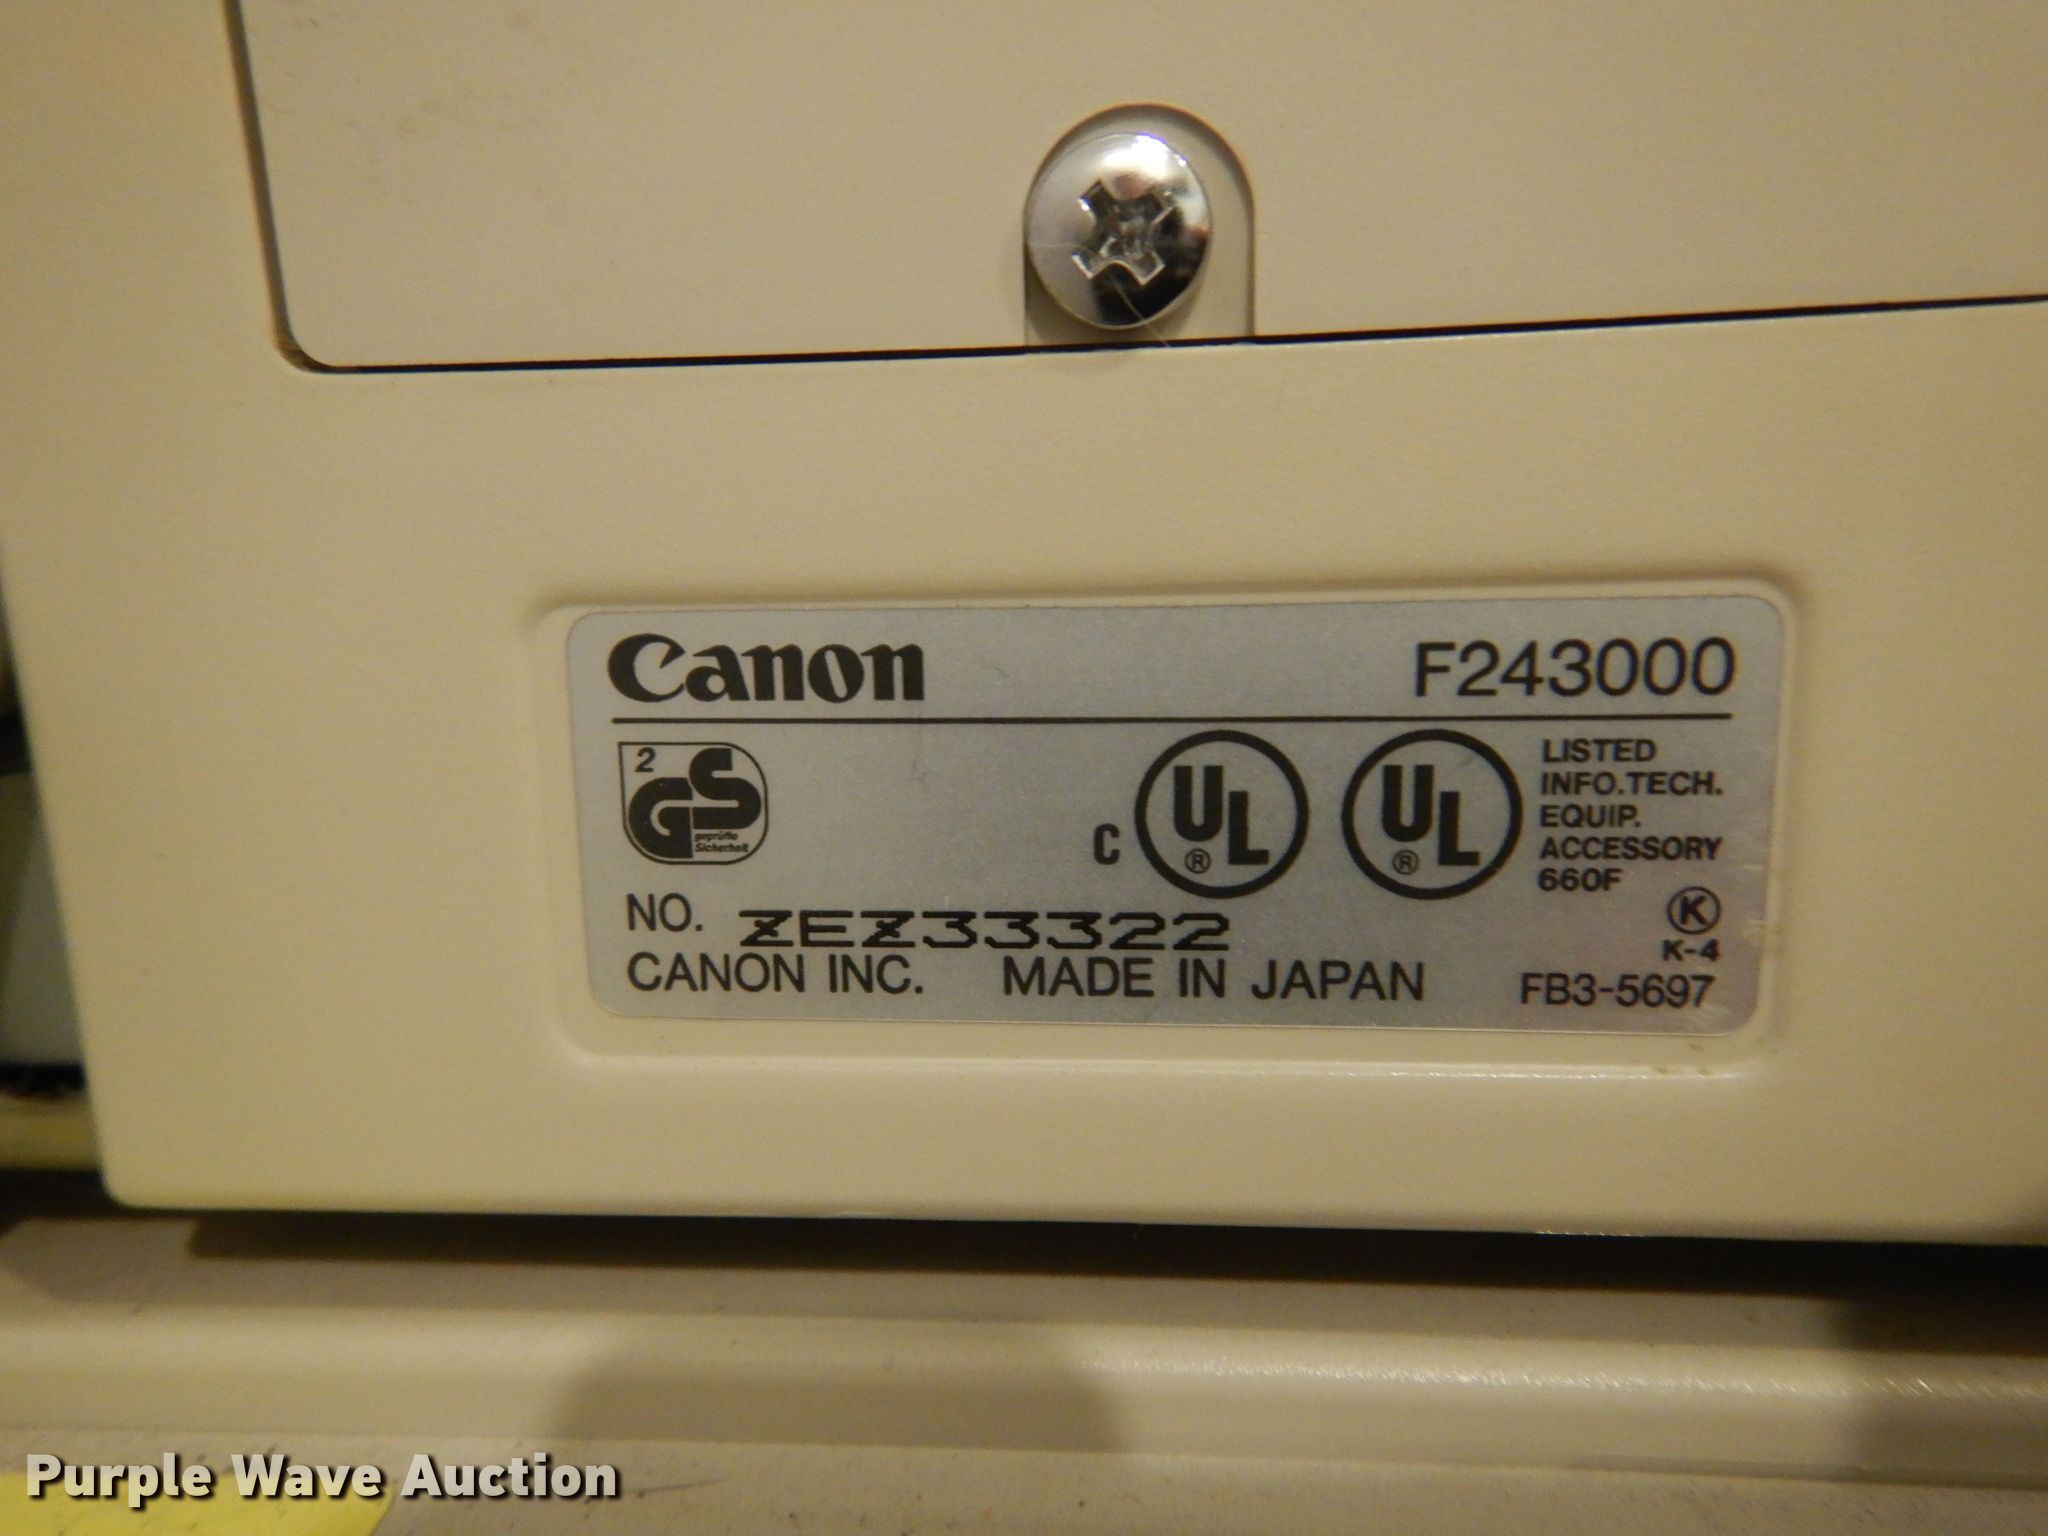 Canon F243000
2 GS geprüfte Sicherheit
C UL® UL® LISTED
INFO.TECH.
EQUIP.
ACCESSORY
660F
K
K-4
NO. ZEZ33322
CANON INC. MADE IN JAPAN FB3-5697
Purple Wave Auction